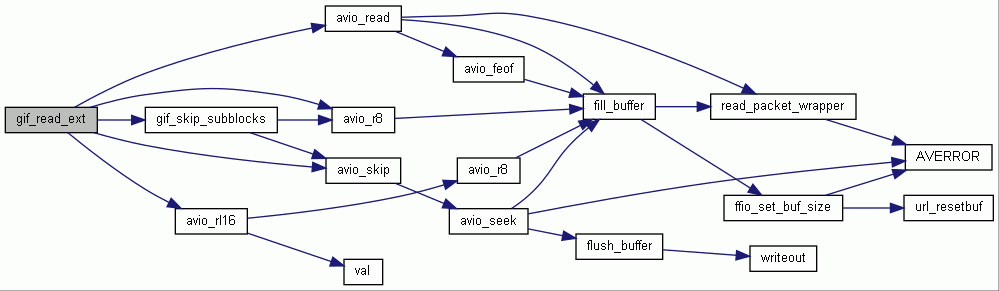 avio_read
avio_feof
gif_read_ext
gif_skip_subblocks
avio_r8
fill_buffer
read_packet_wrapper
AVERROR
avio_skip
avio_r8
avio_rl16
avio_seek
ffio_set_buf_size
url_resetbuf
flush_buffer
writeout
val